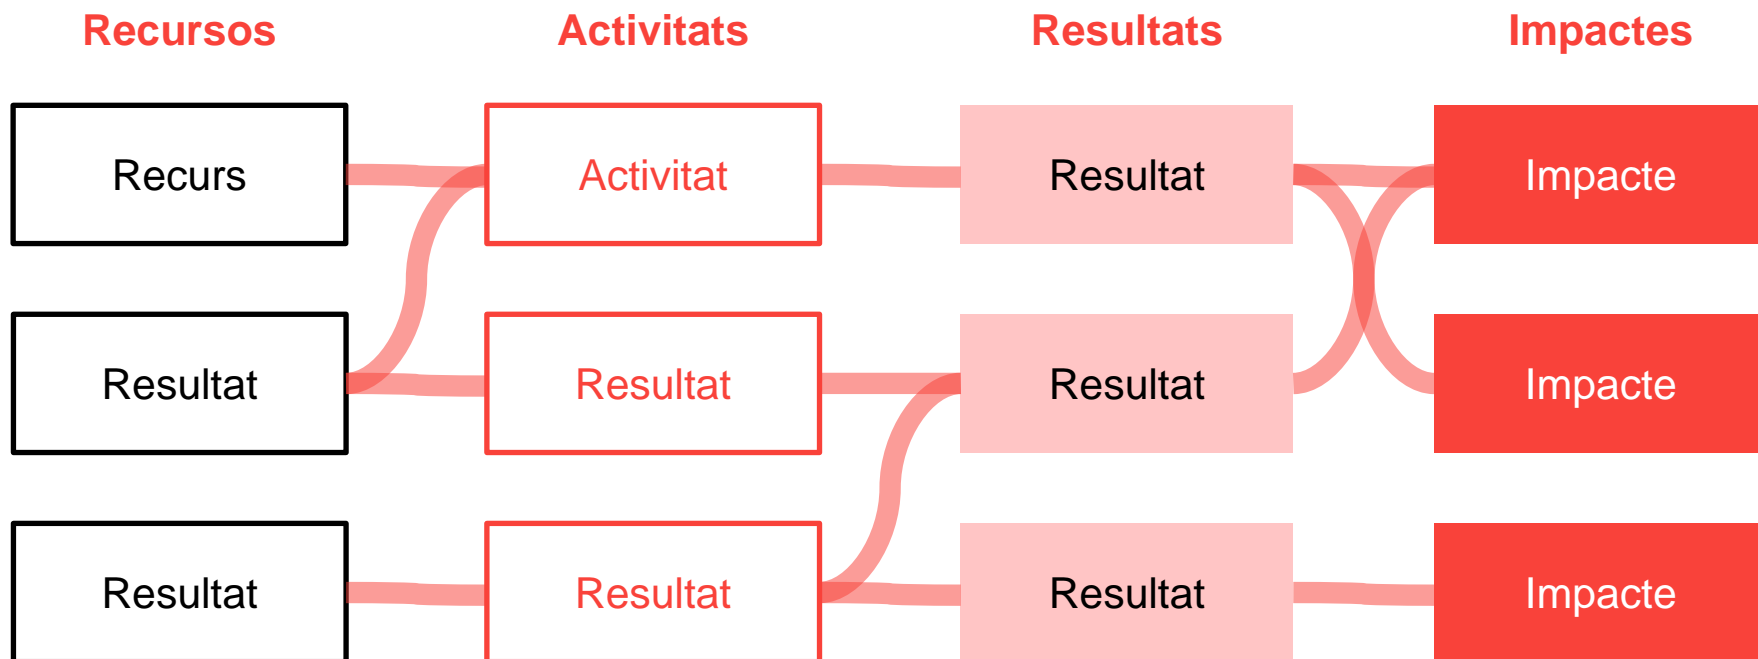 Recursos
Activitats
Resultats
Impactes
Recurs
Activitat
Resultat
Impacte
Resultat
Resultat
Resultat
Impacte
Resultat
Resultat
Resultat
Impacte